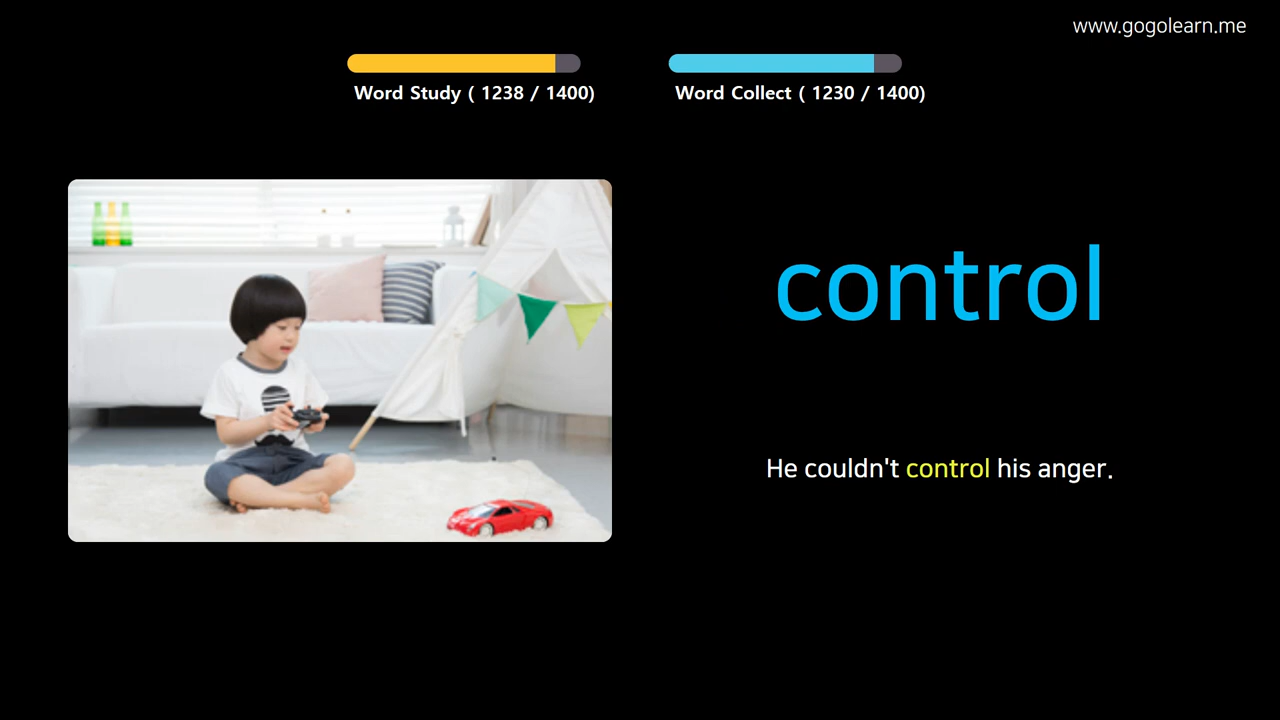 www.gogolearn.me
Word Study ( 1238 / 1400)
Word Collect ( 1230 / 1400)
control
He couldn't control his anger.